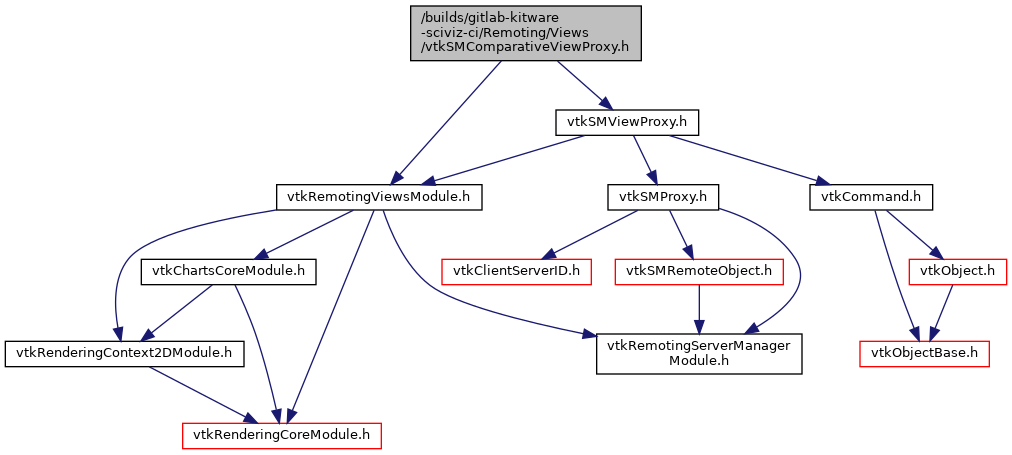 /builds/gitlab-kitware
-sciviz-ci/Remoting/Views
/vtkSMComparativeViewProxy.h
vtkSMViewProxy.h
vtkRemotingViewsModule.h
vtkSMProxy.h
vtkCommand.h
vtkChartsCoreModule.h
vtkClientServerID.h
vtkSMRemoteObject.h
vtkObject.h
vtkRenderingContext2DModule.h
vtkRemotingServerManager
Module.h
vtkObjectBase.h
vtkRenderingCoreModule.h